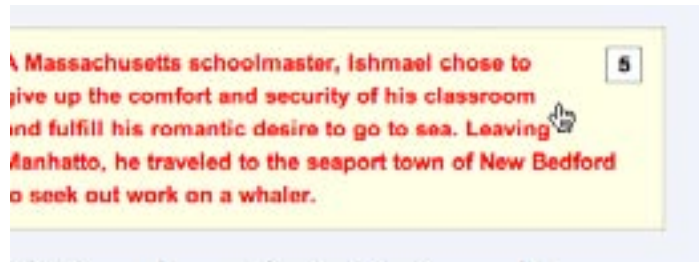 A Massachusetts schoolmaster, Ishmael chose to
5
give up the comfort and security of his classroom
and fulfill his romantic desire to go to sea. Leaving
Manhatto, he traveled to the seaport town of New Bedford
to seek out work on a whaler.